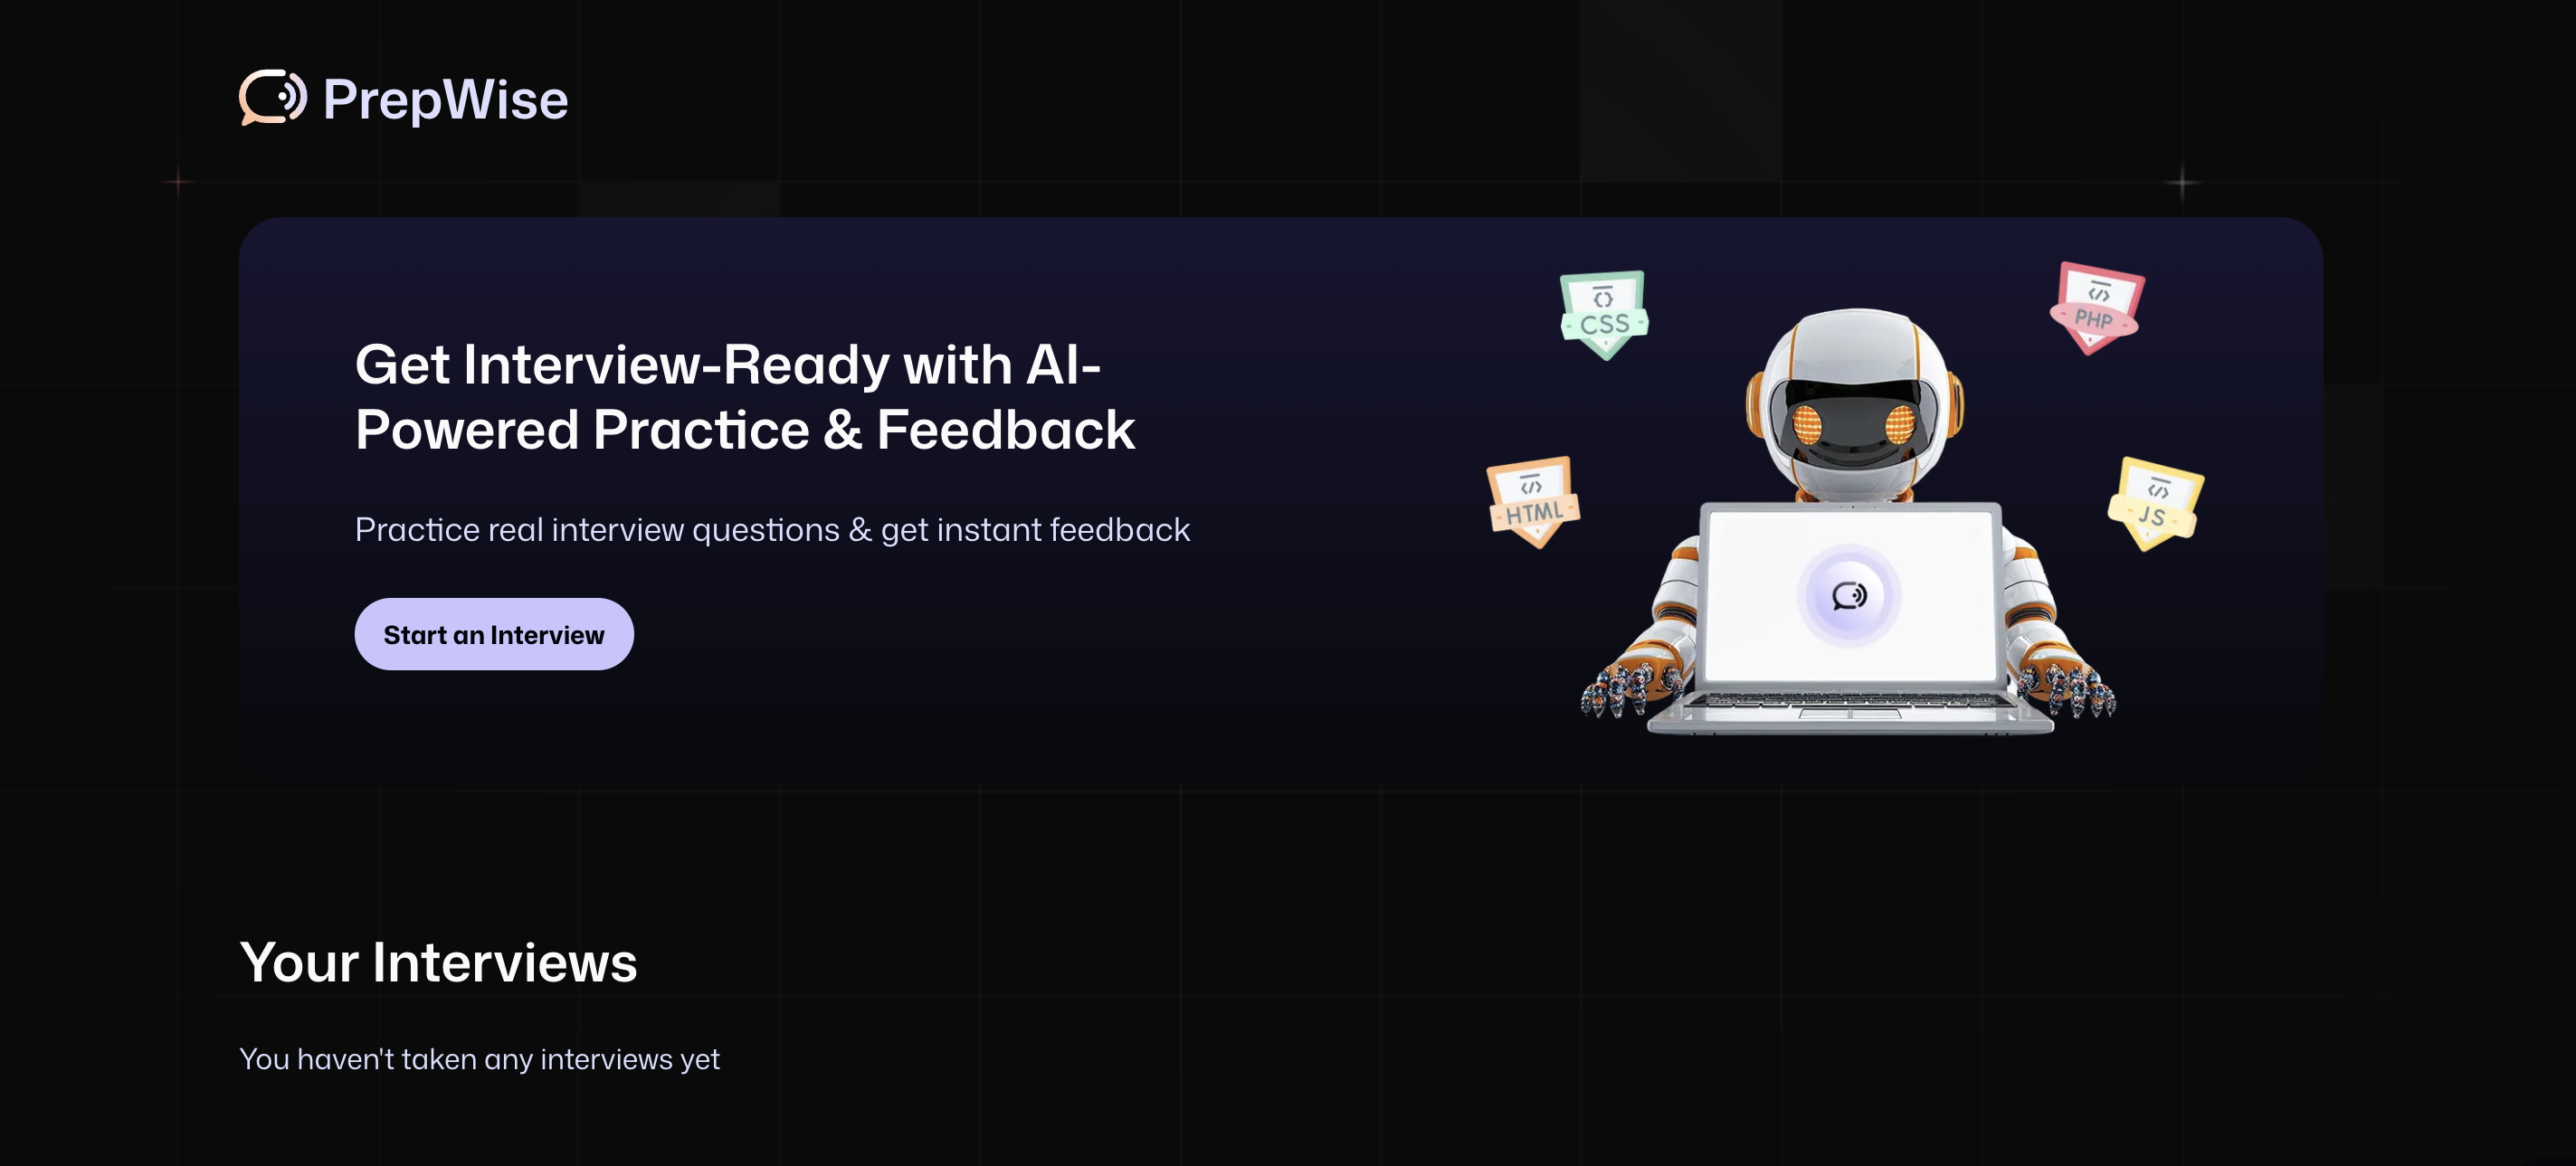 PrepWise
Get Interview-Ready with AI-
Powered Practice & Feedback
Practice real interview questions & get instant feedback
Start an Interview
CSS
PHP
HTML
JS
Your Interviews
You haven't taken any interviews yet